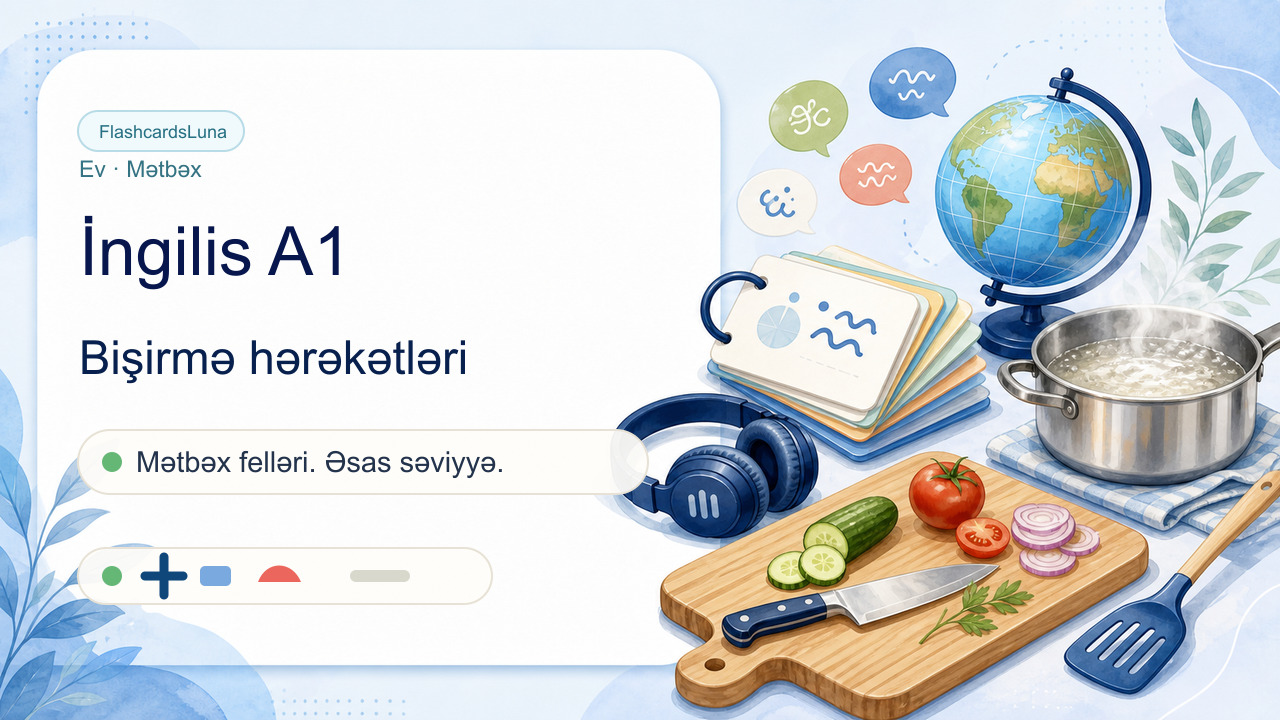 FlashcardsLuna
Ev · Mətbəx
İngilis A1
Bişirmə hərəkətləri
Mətbəx felləri. Əsas səviyyə.